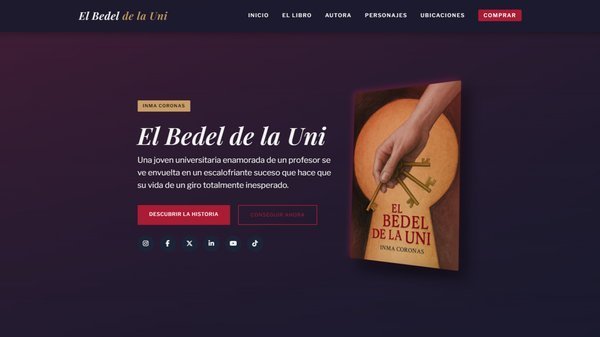 El Bedel de la Uni
INICIO EL LIBRO AUTORA PERSONAJES UBICACIONES COMPRAR
INMA CORONAS
El Bedel de la Uni
Una joven universitaria enamorada de un profesor se
ve envuelta en un escalofriante suceso que hace que
su vida de un giro totalmente inesperado.
DESCUBRIR LA HISTORIA CONSEGUIR AHORA
EL
BEDEL
DE LA UNI
INMA CORONAS